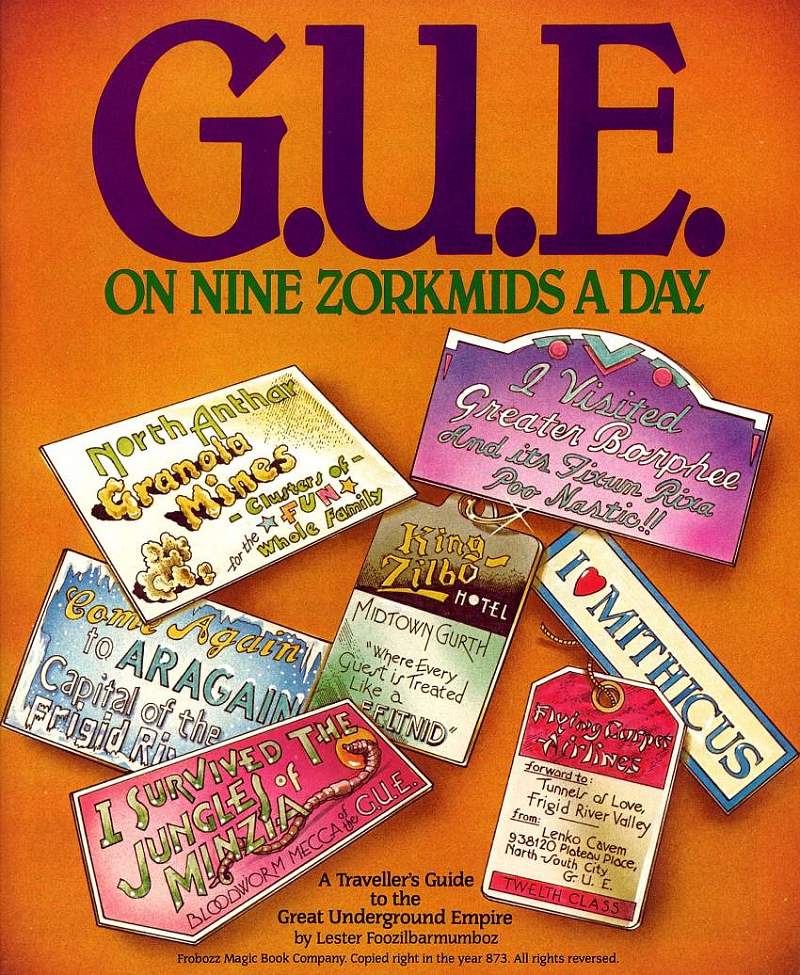 G.U.E.
ON NINE ZORKMIDS A DAY
I Visited
Greater Borphee
And its Fixum Rixa
Poo Nastic!!
North Anthar
Granola
Mines
- Clusters of -
FUN
for the
Whole Family
King
Zilbo
HOTEL
MIDTOWN GURTH
"Where Every
Guest is Treated
Like a
FEITNID"
I ♥ MITHICUS
Come Again
to ARAGAIN
Capital of the
Frigid Ri
Flying Carpet
Airlines
forward to:
Tunnels of Love,
Frigid River Valley
from:
Lenko Cavem
938120 Plateau Place,
North-South City
G. U. E.
TWELTH CLASS
I SURVIVED THE
JUNGLES of
MINZIA
BLOODWORM MECCA of the G.U.E.
A Traveller's Guide
to the
Great Underground Empire
by Lester Foozilbarmumboz
Frobozz Magic Book Company. Copied right in the year 873. All rights reversed.